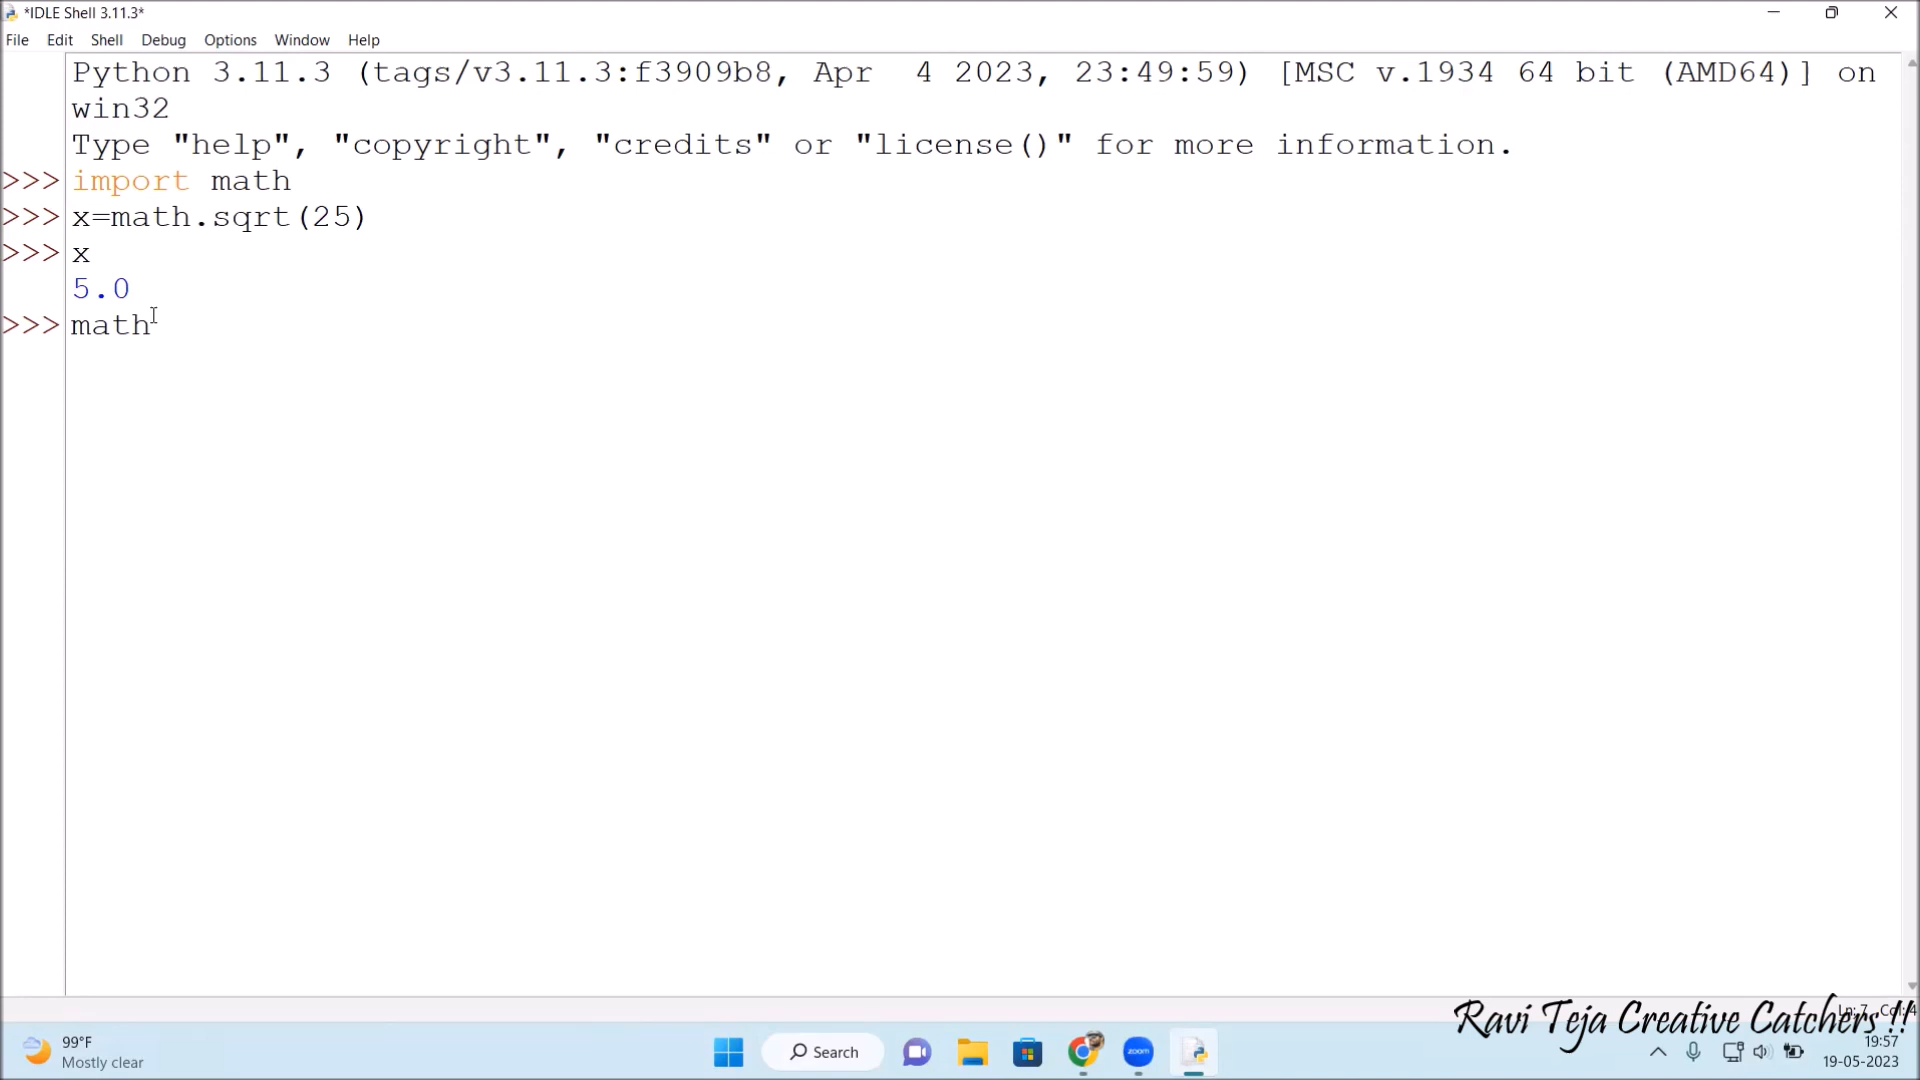 *IDLE Shell 3.11.3*
File Edit Shell Debug Options Window Help
Python 3.11.3 (tags/v3.11.3:f3909b8, Apr  4 2023, 23:49:59) [MSC v.1934 64 bit (AMD64)] on
win32
Type "help", "copyright", "credits" or "license()" for more information.
>>> import math
>>> x=math.sqrt(25)
>>> x
5.0
>>> math
Ravi Teja Creative Catchers !!
99°F
Mostly clear
Search
zoom
19:57
19-05-2023